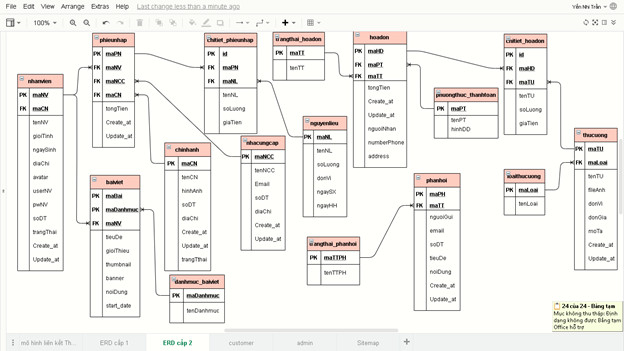 File Edit Select View Insert Arrange Extras Help Last change less than a minute ago
Yến Nhi Trần
100%
phieunhap
PK maPN
FK maNV
FK maNCC
FK maCN
tongTien
Create_at
Update_at
chitiet_phieunhap
PK id
FK maPN
FK maNL
tenNL
soLuong
giaTien
trangthai_hoadon
PK maTT
tenTT
hoadon
PK maHD
FK maPT
FK maTT
tongTien
Create_at
Update_at
nguoiNhan
numberPhone
address
chitiet_hoadon
PK id
FK maHD
FK maTU
tenTU
soLuong
giaTien
nhanvien
PK maNV
FK maCN
tenNV
gioiTinh
ngaySinh
diaChi
avatar
userNV
pwNV
soDT
trangThai
Create_at
Update_at
phuongthuc_thanhtoan
PK maPT
tenPT
hinhDD
nguyenlieu
PK maNL
tenNL
soLuong
donVi
ngaySX
ngayHH
thucuong
PK maTU
FK maLoai
tenTU
fileAnh
donVi
donGia
moTa
Create_at
Update_at
chinhanh
PK maCN
tenCN
hinhAnh
soDT
diaChi
Create_at
Update_at
trangThai
nhacungcap
PK maNCC
tenNCC
Email
soDT
diaChi
Create_at
Update_at
baiviet
PK maBai
FK maDanhmuc
FK maNV
tieuDe
gioiThieu
thumbnail
banner
noiDung
start_date
phanhoi
PK maPH
FK maTT
nguoiGui
email
soDT
tieuDe
noiDung
Create_at
Update_at
loaithucuong
PK maLoai
tenLoai
trangthai_phanhoi
PK maTTPH
tenTTPH
danhmuc_baiviet
PK maDanhmuc
tenDanhmuc
24 của 24 - Bảng tạm
Mục không thu thập: Định
dạng không được Bảng tạm
Office hỗ trợ
mô hình liên kết Th
ERD cấp 1
ERD cấp 2
customer
admin
Sitemap